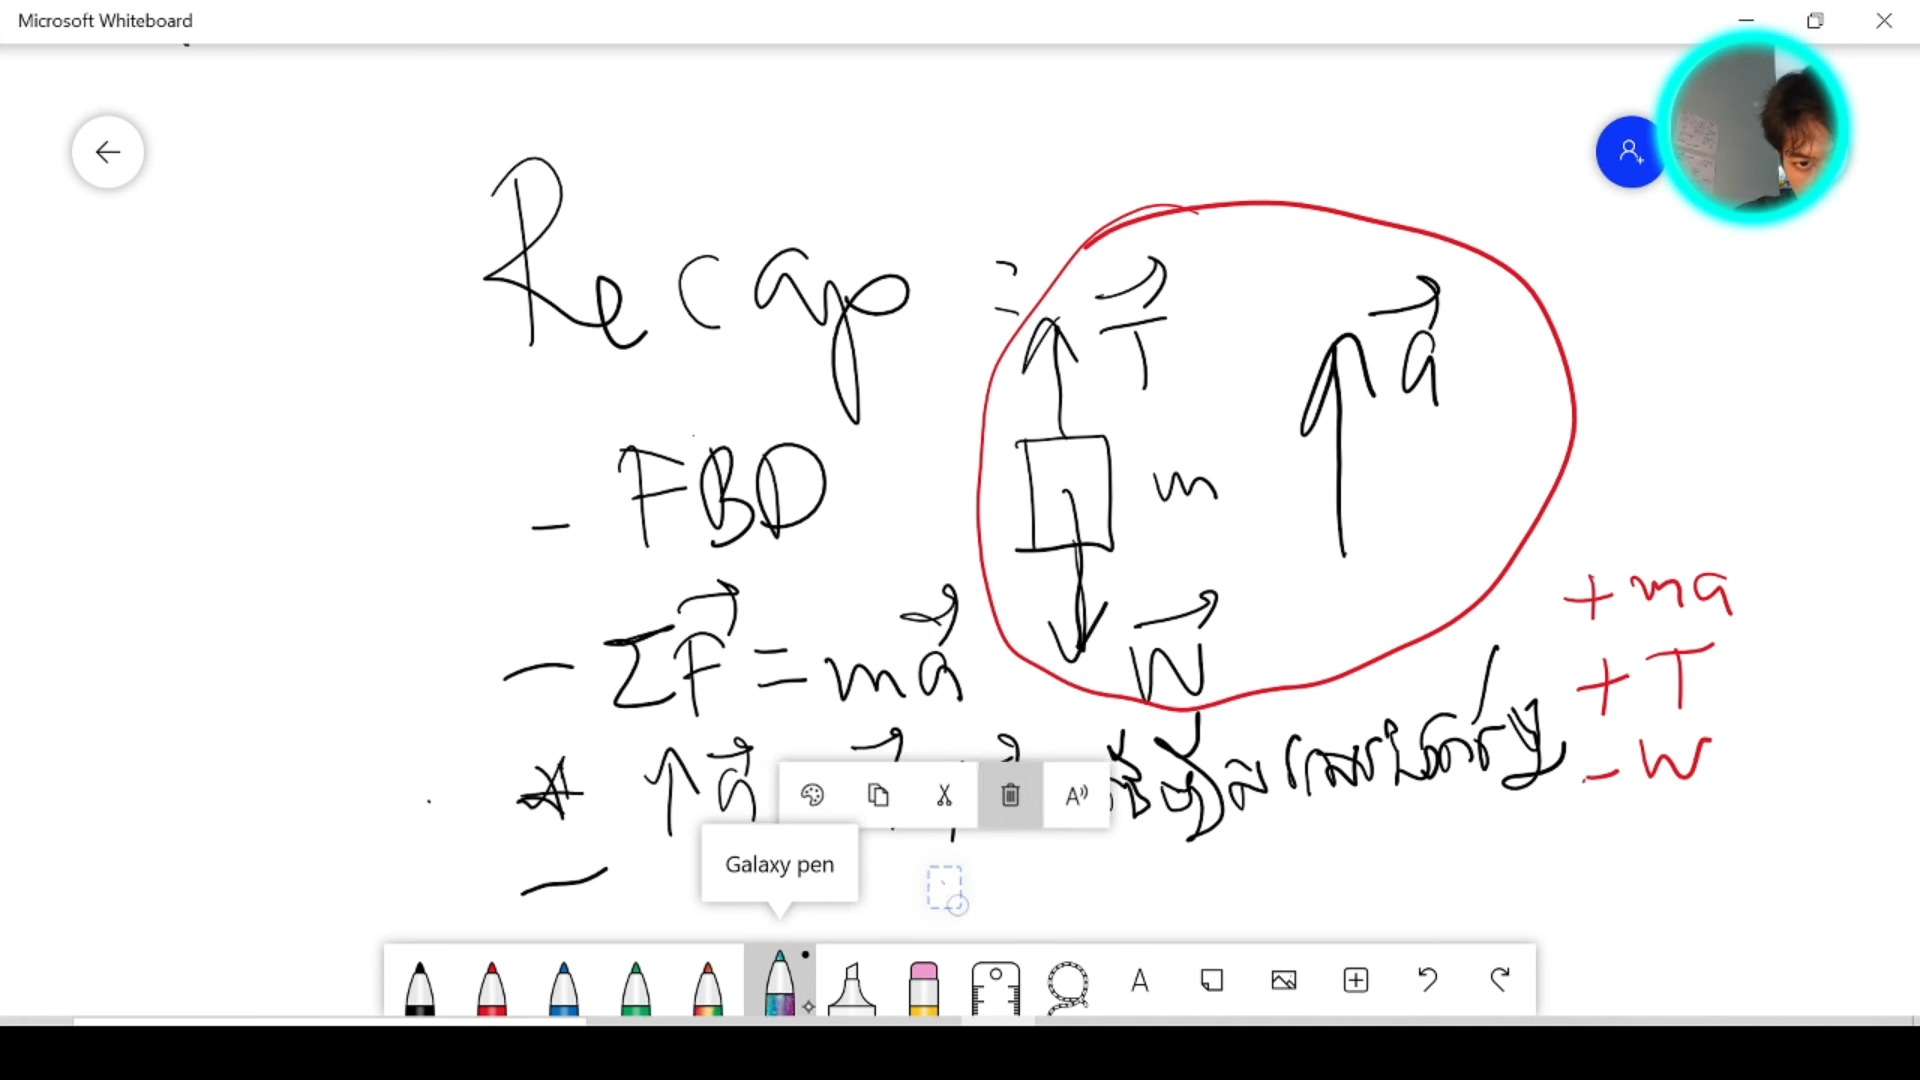 Microsoft Whiteboard
Recap =
T a
- FBD m
- ΣF = ma W
+ ma
+ T
- W
* ↑ a
A
Galaxy pen
-
A